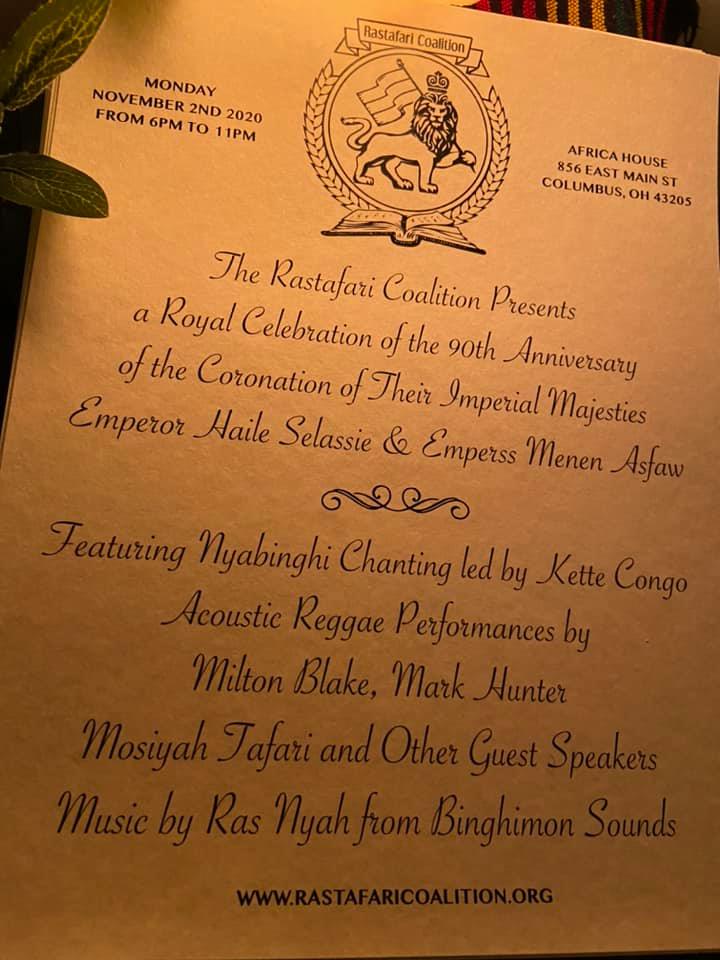 Rastafari Coalition
MONDAY
NOVEMBER 2ND 2020
FROM 6PM TO 11PM
AFRICA HOUSE
856 EAST MAIN ST
COLUMBUS, OH 43205
The Rastafari Coalition Presents
a Royal Celebration of the 90th Anniversary
of the Coronation of Their Imperial Majesties
Emperor Haile Selassie & Emperss Menen Asfaw
Featuring Nyabinghi Chanting led by Kette Congo
Acoustic Reggae Performances by
Milton Blake, Mark Hunter
Mosiyah Tafari and Other Guest Speakers
Music by Ras Nyah from Binghimon Sounds
WWW.RASTAFARICOALITION.ORG